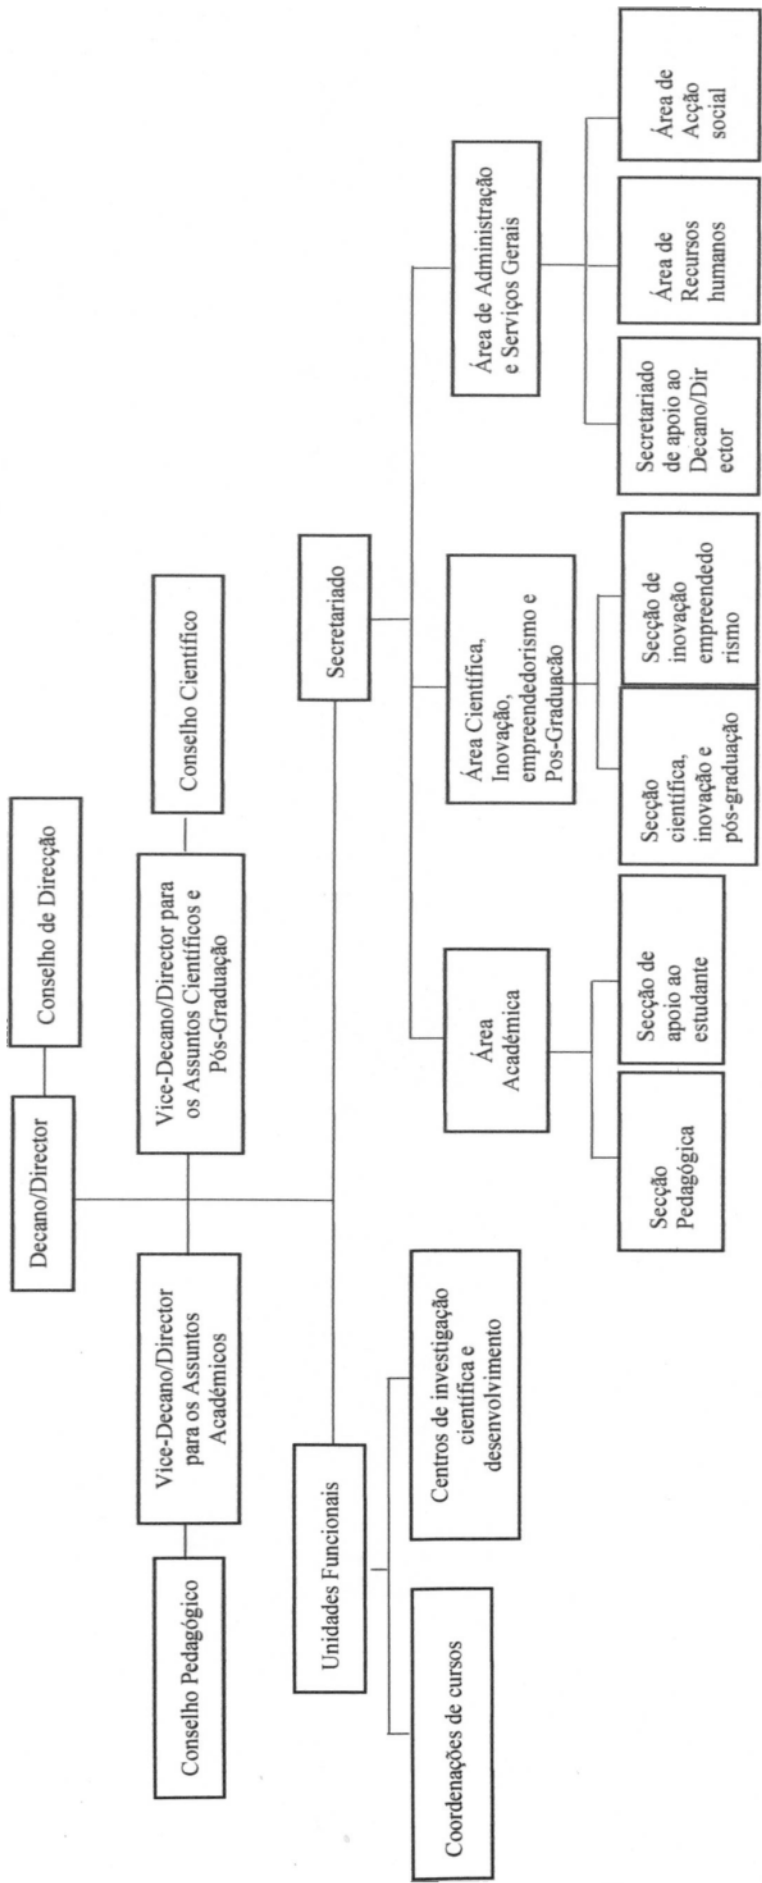 Decano/Director
Conselho de Direcção
Conselho Pedagógico
Vice-Decano/Director
para os Assuntos
Académicos
Vice-Decano/Director para
os Assuntos Científicos e
Pós-Graduação
Conselho Científico
Unidades Funcionais
Secretariado
Coordenações de cursos
Centros de investigação
científica e
desenvolvimento
Área
Académica
Área Científica,
Inovação,
empreendedorismo e
Pos-Graduacão
Área de Administração
e Serviços Gerais
Secção
Pedagógica
Secção de
apoio ao
estudante
Secção
científica,
inovação e
pós-graduação
Secção de
inovação
empreendedo
rismo
Secretariado
de apoio ao
Decano/Dir
ector
Área de
Recursos
humanos
Área de
Acção
social